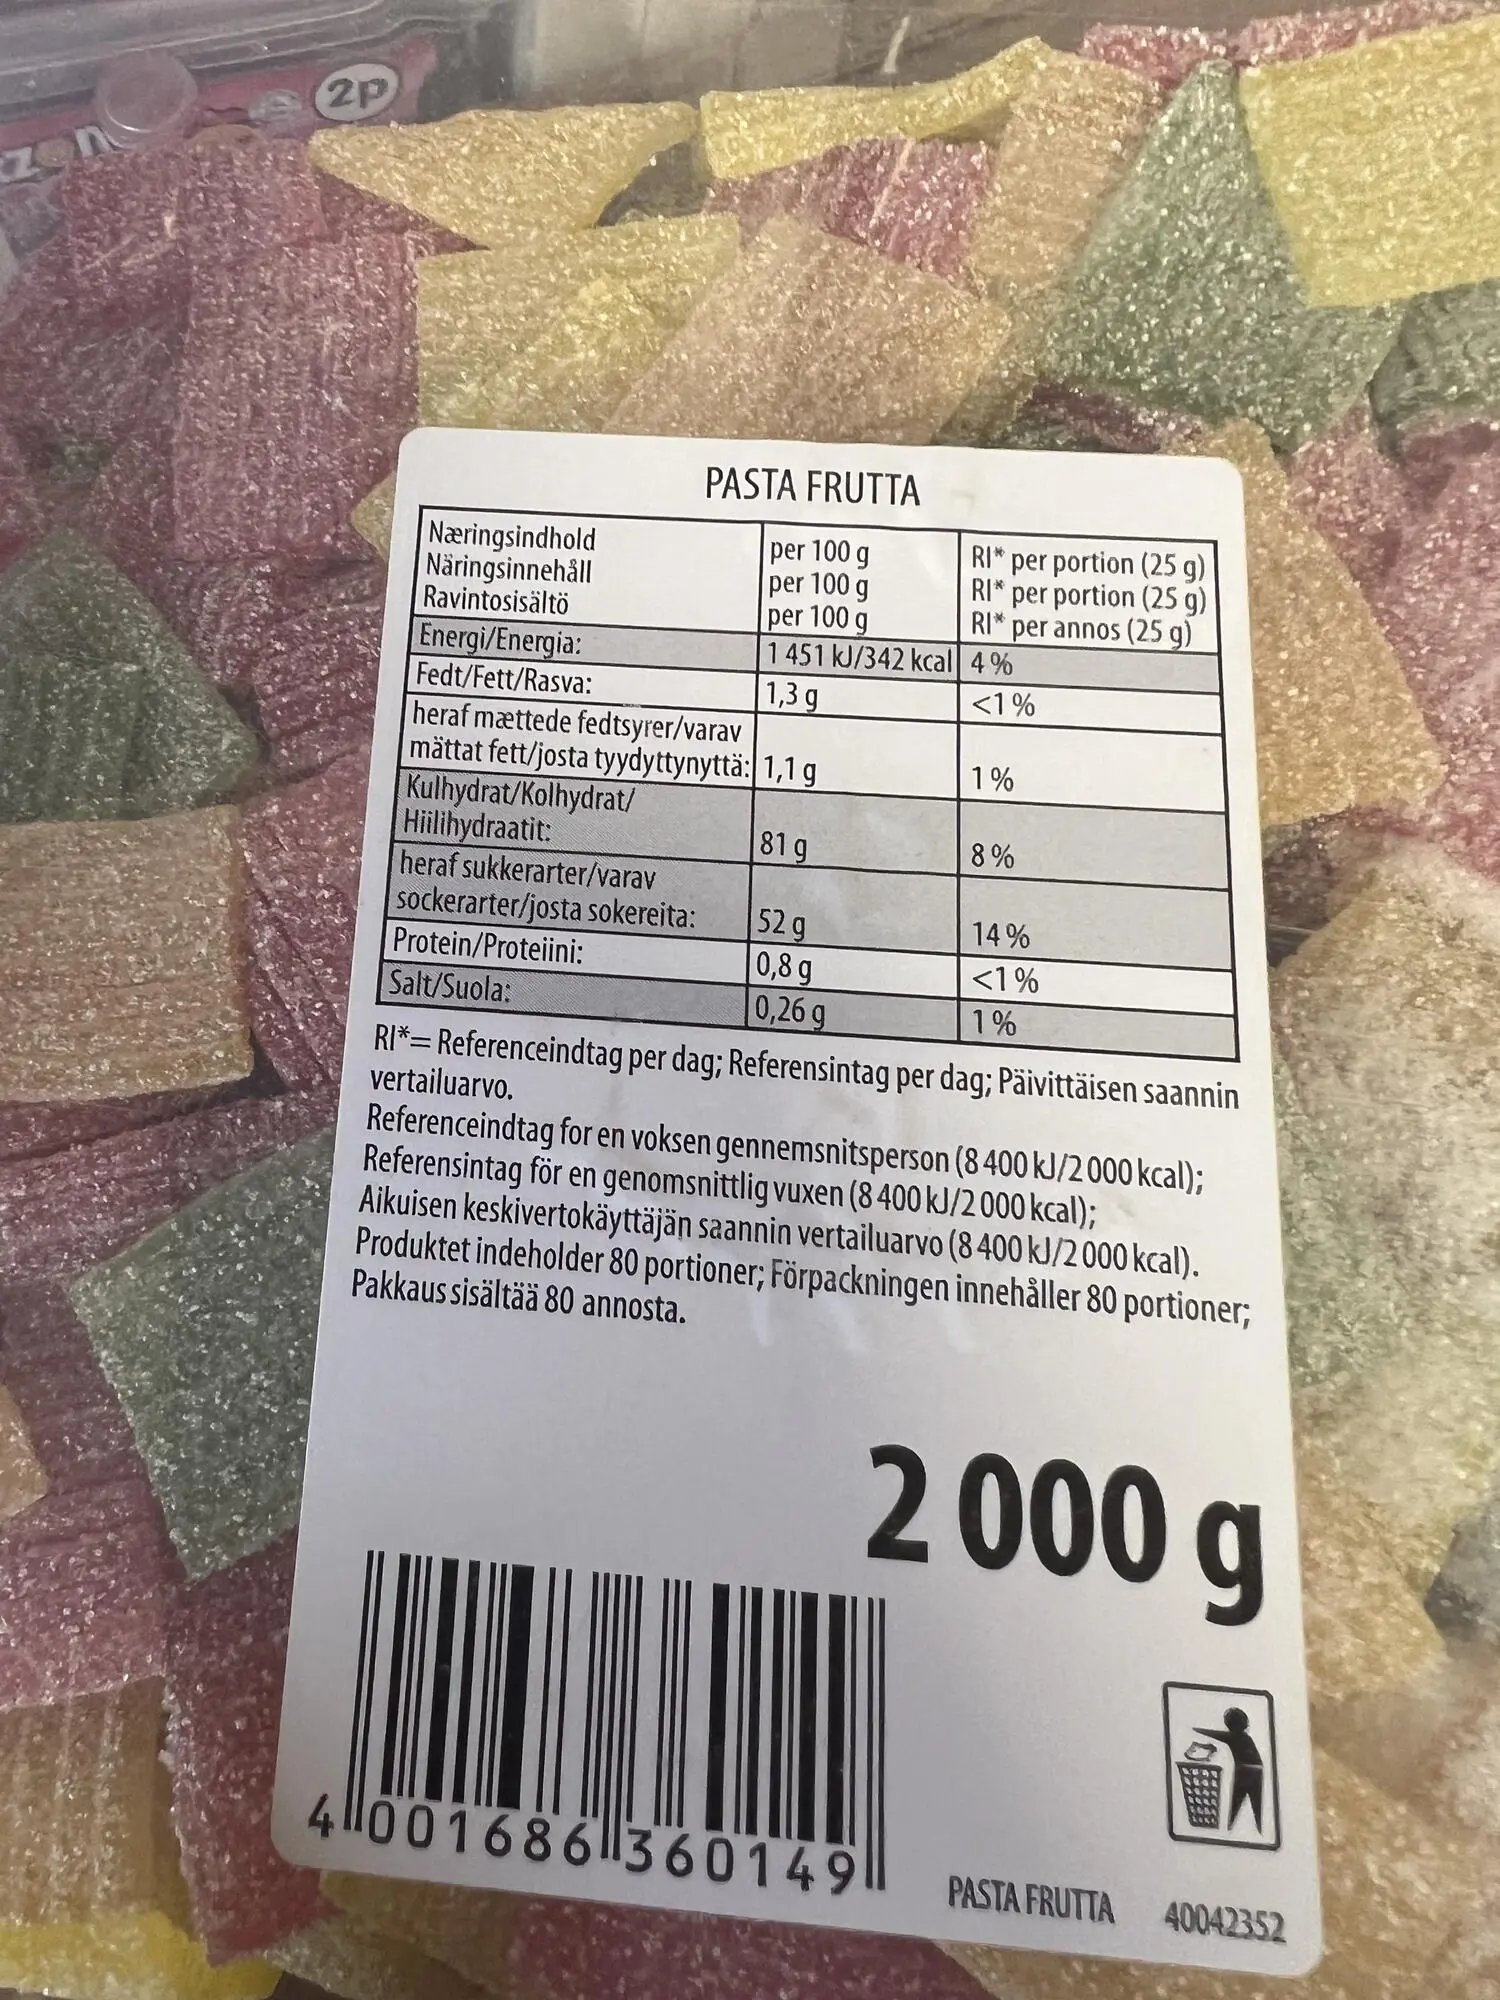 2p
PASTA FRUTTA
Næringsindhold per 100 g RI* per portion (25 g)
Näringsinnehåll per 100 g RI* per portion (25 g)
Ravintosisältö per 100 g RI* per annos (25 g)
Energi/Energia: 1 451 kJ/342 kcal 4 %
Fedt/Fett/Rasva: 1,3 g <1 %
heraf mættede fedtsyrer/varav
mättat fett/josta tyydyttynyttä: 1,1 g 1 %
Kulhydrat/Kolhydrat/
Hiilihydraatit: 81 g 8 %
heraf sukkerarter/varav
sockerarter/josta sokereita: 52 g 14 %
Protein/Proteiini: 0,8 g <1 %
Salt/Suola: 0,26 g 1 %
RI*= Referenceindtag per dag; Referensintag per dag; Päivittäisen saannin
vertailuarvo.
Referenceindtag for en voksen gennemsnitsperson (8 400 kJ/2 000 kcal);
Referensintag för en genomsnittlig vuxen (8 400 kJ/2 000 kcal);
Aikuisen keskivertokäyttäjän saannin vertailuarvo (8 400 kJ/2 000 kcal).
Produktet indeholder 80 portioner; Förpackningen innehåller 80 portioner;
Pakkaus sisältää 80 annosta.
2 000 g
4 001686 360149
PASTA FRUTTA 40042352